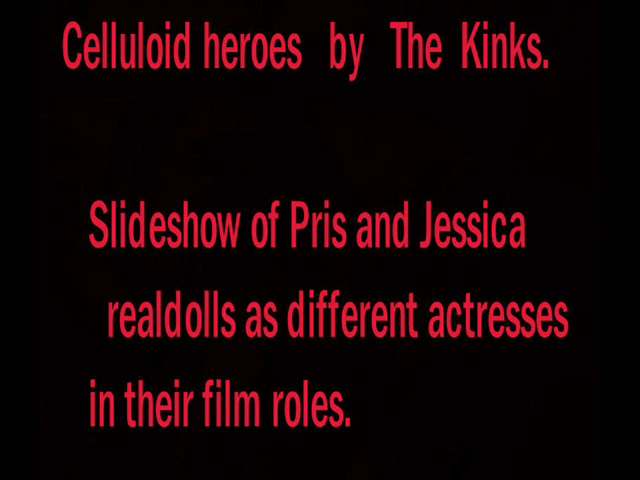 Celluloid heroes by The Kinks.
Slideshow of Pris and Jessica
realdolls as different actresses
in their film roles.